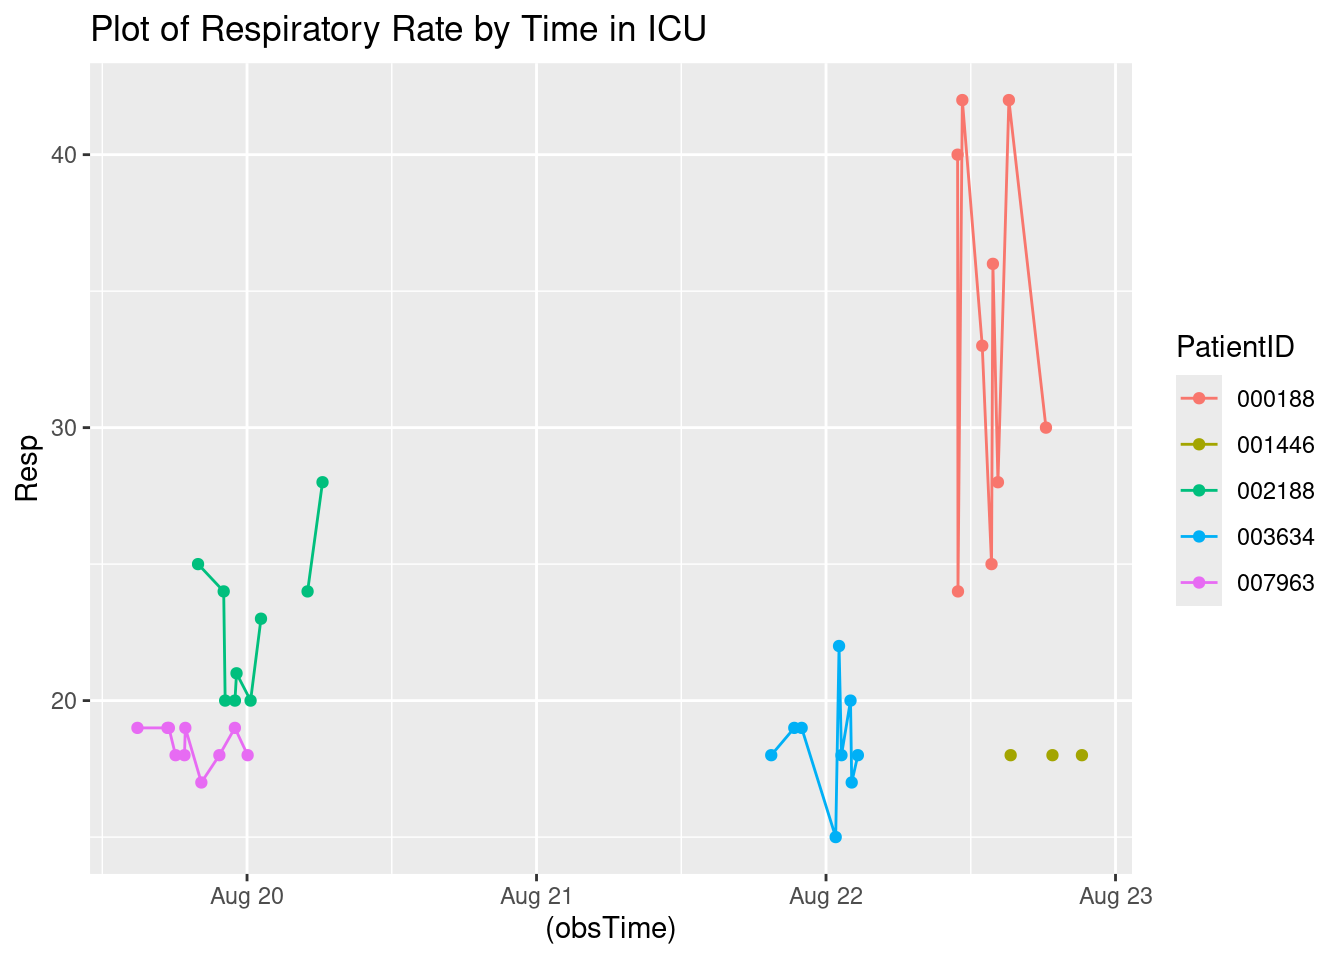 Plot of Respiratory Rate by Time in ICU
40
30
20
Resp
Aug 20
Aug 21
Aug 22
Aug 23
(obsTime)
PatientID
000188
001446
002188
003634
007963